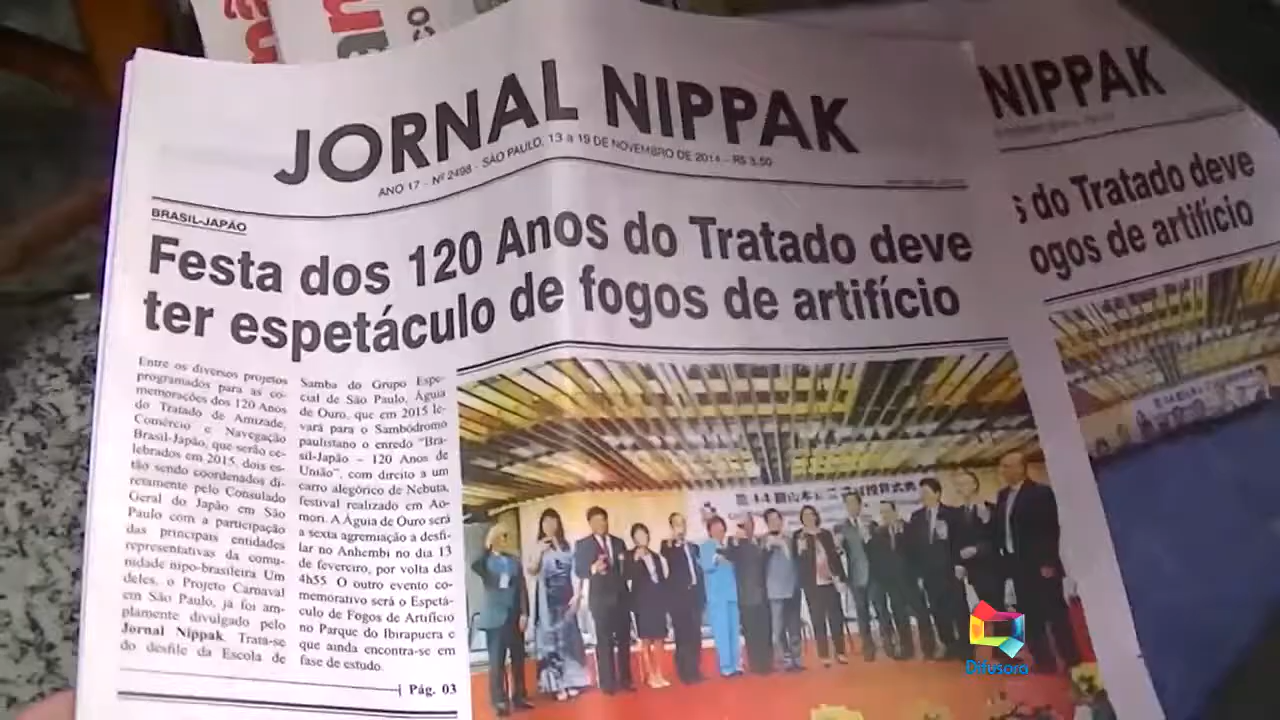 JORNAL NIPPAK
ANO 17 - Nº 2498 - SÃO PAULO, 13 a 19 DE NOVEMBRO DE 2014 - R$ 3,50
BRASIL-JAPÃO
Festa dos 120 Anos do Tratado deve
ter espetáculo de fogos de artifício
Entre os diversos projetos
programados para as co-
memorações dos 120 Anos
do Tratado de Amizade,
Comércio e Navegação
Brasil-Japão, que serão ce-
lebrados em 2015, dois es-
tão sendo coordenados di-
retamente pelo Consulado
Geral do Japão em São
Paulo com a participação
das principais entidades
representativas da comu-
nidade nipo-brasileira Um
deles, o Projeto Carnaval
em São Paulo, já foi am-
plamente divulgado pelo
Jornal Nippak. Trata-se
do desfile da Escola de
Samba do Grupo Espe-
cial de São Paulo, Águia
de Ouro, que em 2015 le-
vará para o Sambódromo
paulistano o enredo "Bra-
sil-Japão – 120 Anos de
União", com direito a um
carro alegórico de Nebuta,
festival realizado em Ao-
mori. A Águia de Ouro será
a sexta agremiação a desfi-
lar no Anhembi no dia 13
de fevereiro, por volta das
4h55. O outro evento co-
memorativo será o Espetá-
culo de Fogos de Artifício
no Parque do Ibirapuera e
que ainda encontra-se em
fase de estudo.
Pág. 03
NIPPAK
s do Tratado deve
ogos de artifício
Difusora